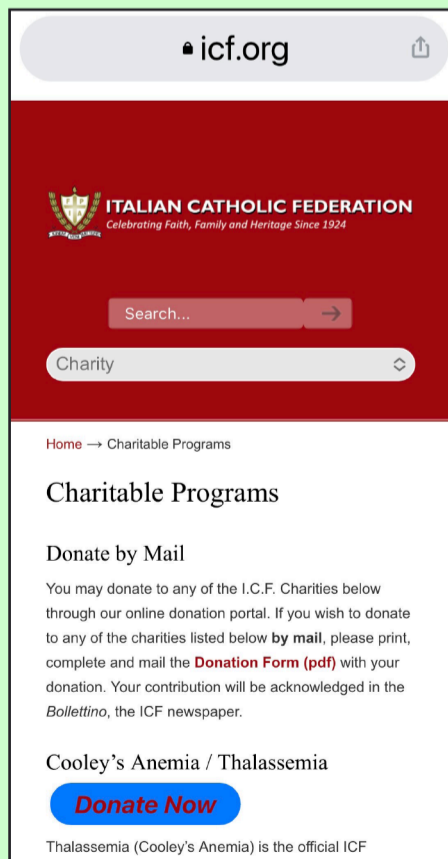 icf.org
ITALIAN CATHOLIC FEDERATION
Celebrating Faith, Family and Heritage Since 1924
Search...
Charity
Home → Charitable Programs
Charitable Programs
Donate by Mail
You may donate to any of the I.C.F. Charities below
through our online donation portal. If you wish to donate
to any of the charities listed below by mail, please print,
complete and mail the Donation Form (pdf) with your
donation. Your contribution will be acknowledged in the
Bollettino, the ICF newspaper.
Cooley’s Anemia / Thalassemia
Donate Now
Thalassemia (Cooley’s Anemia) is the official ICF